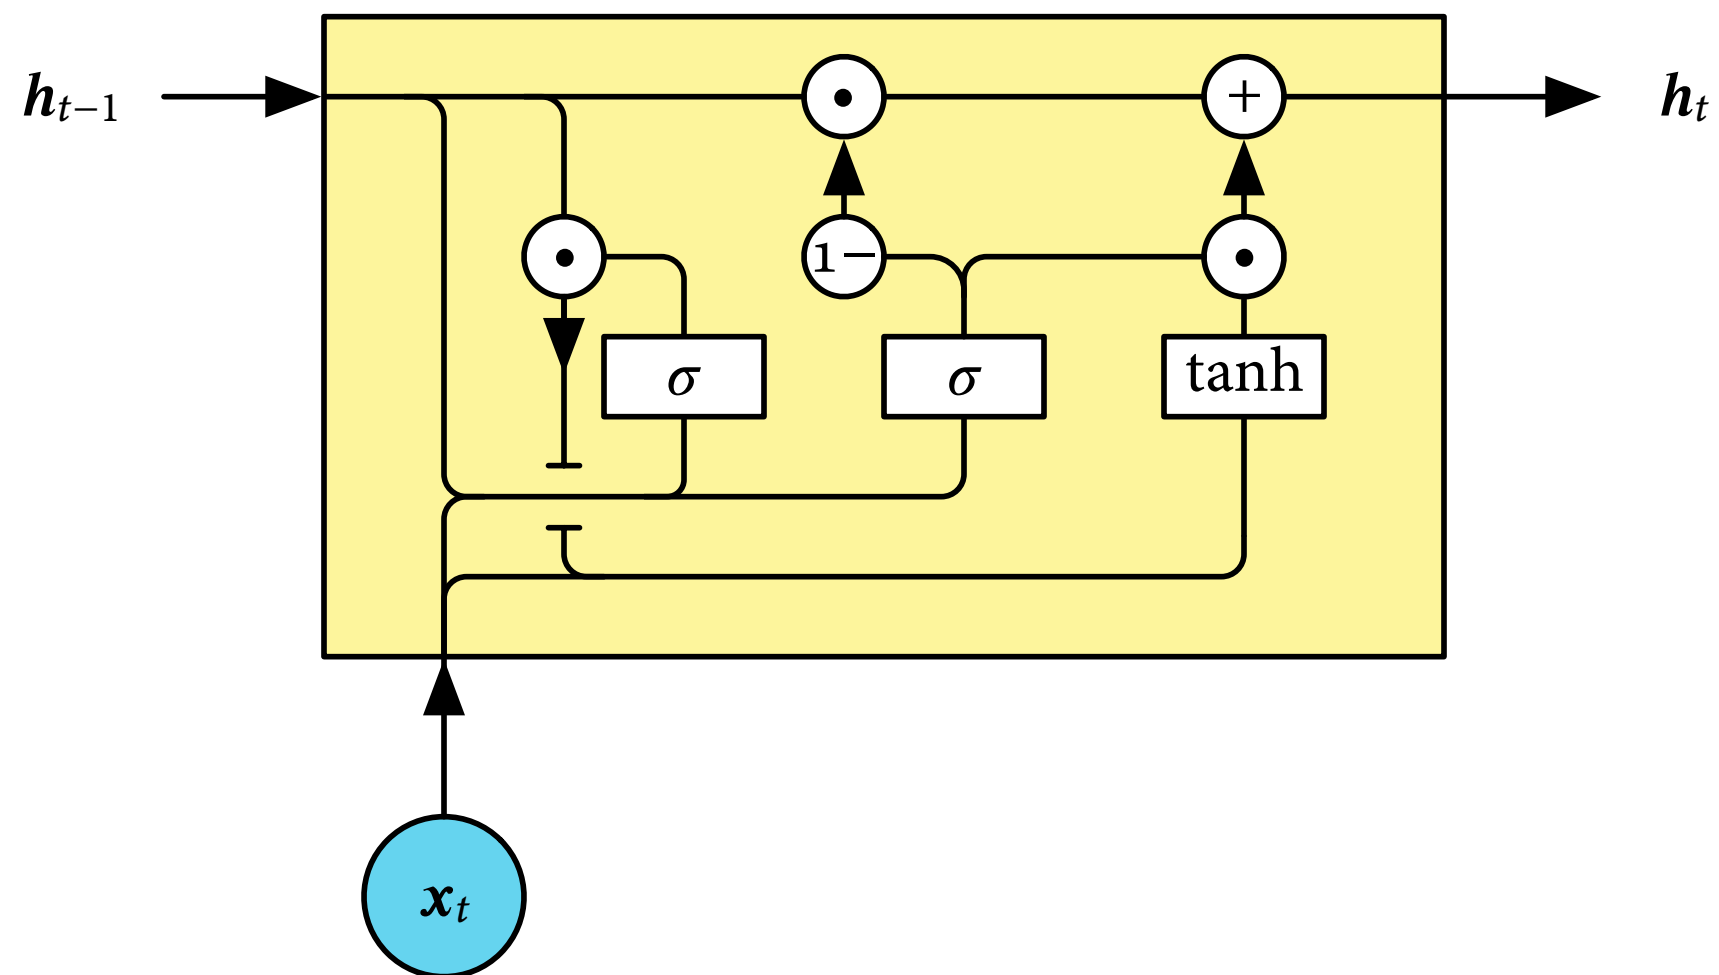 h_{t−1}
h_t
+
1−
σ
σ
tanh
x_t